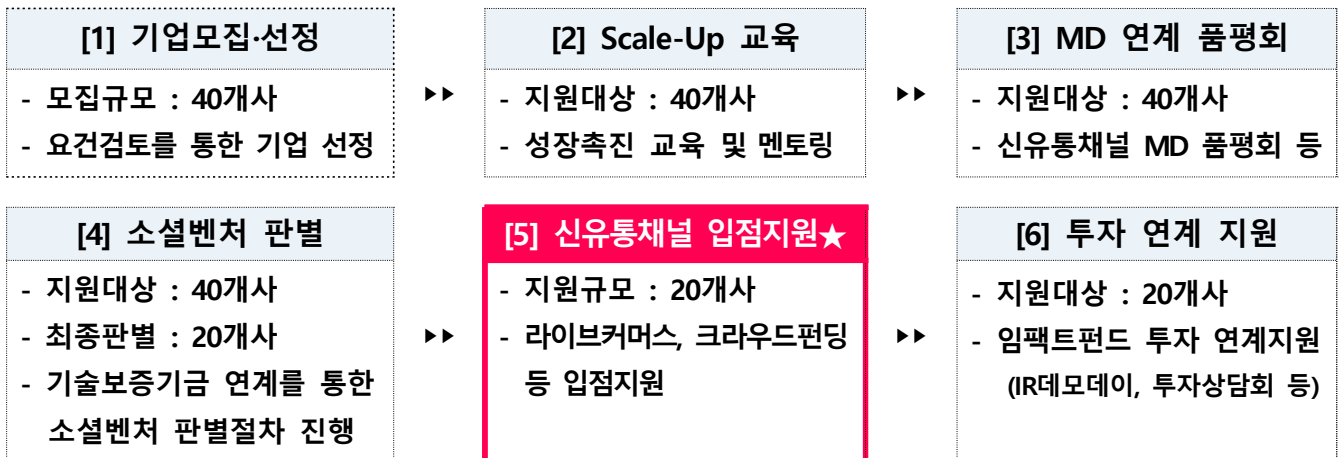 [1] 기업모집·선정
- 모집규모 : 40개사
- 요건검토를 통한 기업 선정
▶▶
[2] Scale-Up 교육
- 지원대상 : 40개사
- 성장촉진 교육 및 멘토링
▶▶
[3] MD 연계 품평회
- 지원대상 : 40개사
- 신유통채널 MD 품평회 등
[4] 소셜벤처 판별
- 지원대상 : 40개사
- 최종판별 : 20개사
- 기술보증기금 연계를 통한
소셜벤처 판별절차 진행
▶▶
[5] 신유통채널 입점지원★
- 지원규모 : 20개사
- 라이브커머스, 크라우드펀딩
등 입점지원
▶▶
[6] 투자 연계 지원
- 지원대상 : 20개사
- 임팩트펀드 투자 연계지원
(IR데모데이, 투자상담회 등)